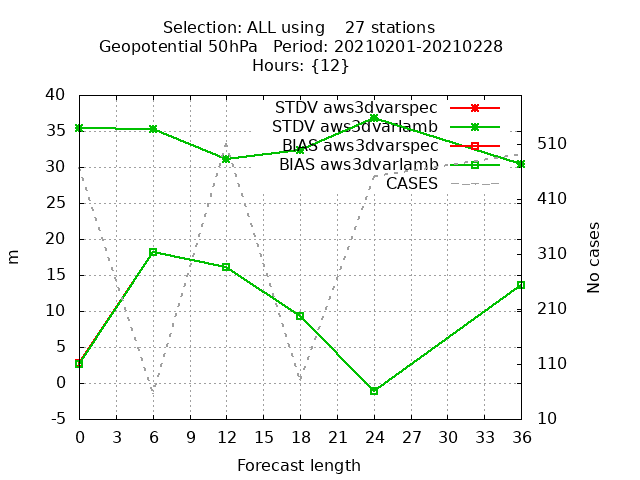 Selection: ALL using    27 stations
Geopotential 50hPa   Period: 20210201-20210228
Hours: {12}
STDV aws3dvarspec
STDV aws3dvarlamb
BIAS aws3dvarspec
BIAS aws3dvarlamb
CASES
40
35
30
25
20
15
10
5
0
-5
m
510
410
310
210
110
10
No cases
0 3 6 9 12 15 18 21 24 27 30 33 36
Forecast length